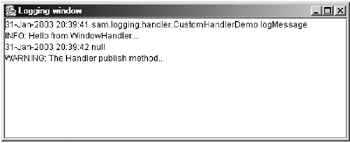 Logging window
31-Jan-2003 20:39:41 sam.logging.handler.CustomHandlerDemo logMessage
INFO: Hello from WindowHandler...
31-Jan-2003 20:39:42 null
WARNING: The Handler publish method...